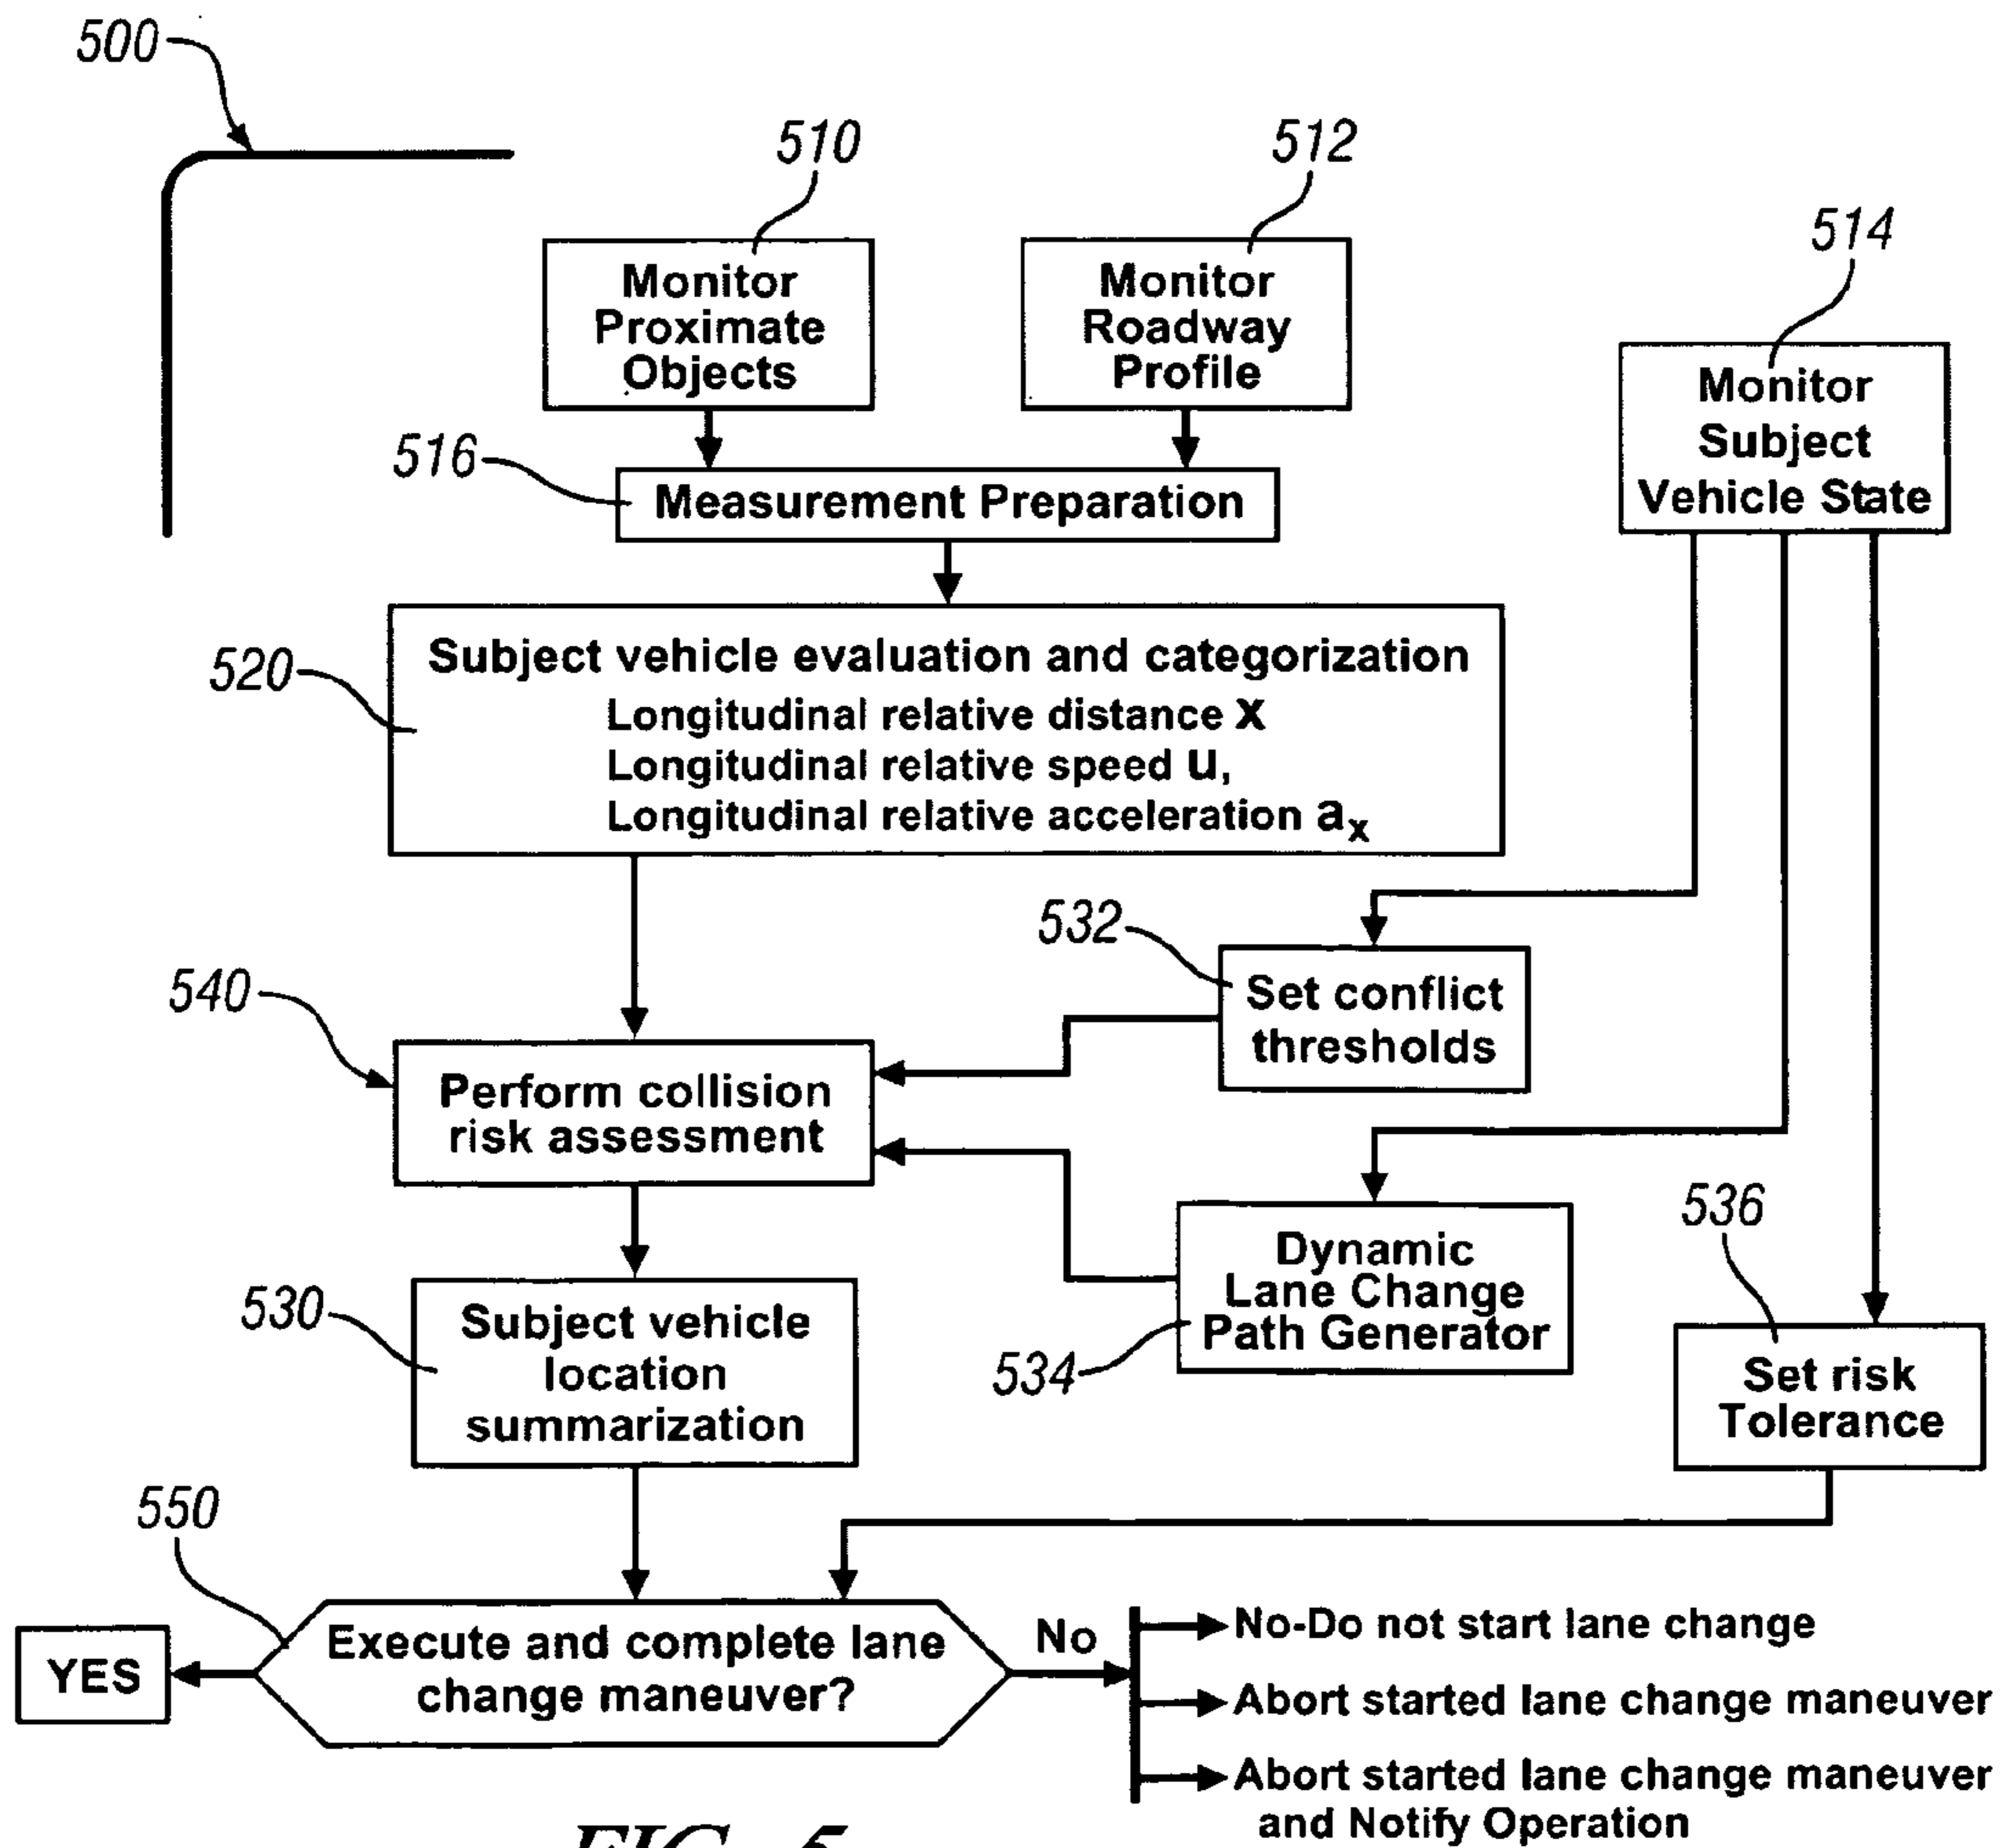 500
510
512
514
Monitor
Proximate
Objects
Monitor
Roadway
Profile
Monitor
Subject
Vehicle State
516
Measurement Preparation
520
Subject vehicle evaluation and categorization
Longitudinal relative distance x
Longitudinal relative speed u,
Longitudinal relative acceleration aₓ
532
Set conflict
thresholds
540
Perform collision
risk assessment
534
Dynamic
Lane Change
Path Generator
536
Set risk
Tolerance
530
Subject vehicle
location
summarization
550
Execute and complete lane
change maneuver?
YES
No
No-Do not start lane change
Abort started lane change maneuver
Abort started lane change maneuver
and Notify Operation
FIG. 5